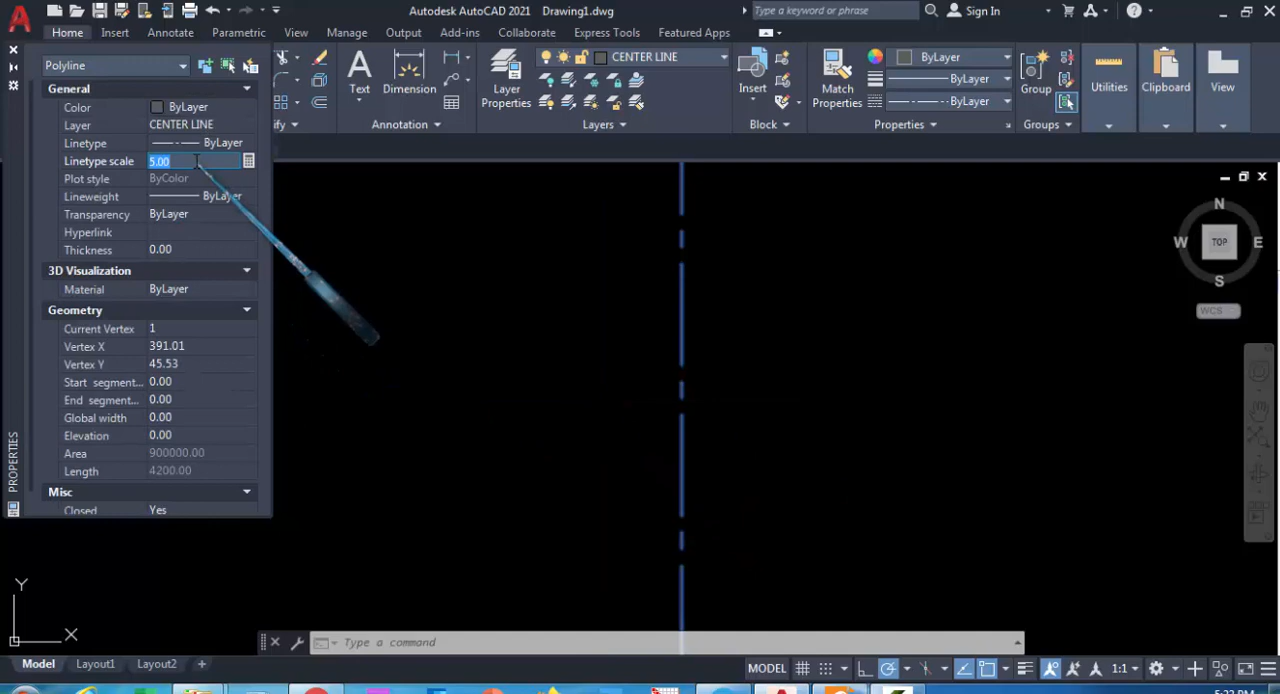 Autodesk AutoCAD 2021 Drawing1.dwg
Type a keyword or phrase
Sign In
Home Insert Annotate Parametric View Manage Output Add-ins Collaborate Express Tools Featured Apps
Polyline
General
Color ByLayer
Layer CENTER LINE
Linetype ByLayer
Linetype scale 5.00
Plot style ByColor
Lineweight ByLayer
Transparency ByLayer
Hyperlink
Thickness 0.00
3D Visualization
Material ByLayer
Geometry
Current Vertex 1
Vertex X 391.01
Vertex Y 45.53
Start segment... 0.00
End segment... 0.00
Global width 0.00
Elevation 0.00
Area 900000.00
Length 4200.00
Misc
Closed Yes
PROPERTIES
Text
Dimension
Annotation
Layer Properties
CENTER LINE
Layers
Insert
Block
Match Properties
ByLayer
ByLayer
ByLayer
Properties
Group
Groups
Utilities
Clipboard
View
N
W TOP E
S
WCS
Y
X
Type a command
Model Layout1 Layout2 +
MODEL 1:1